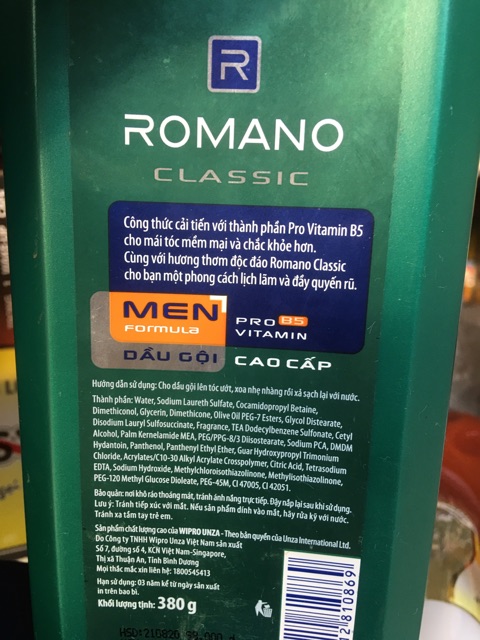 R
ROMANO
CLASSIC
Công thức cải tiến với thành phần Pro Vitamin B5
cho mái tóc mềm mại và chắc khỏe hơn.
Cùng với hương thơm độc đáo Romano Classic
cho bạn một phong cách lịch lãm và đầy quyến rũ.
MEN
Formula
PRO B5
VITAMIN
DẦU GỘI
CAO CẤP
Hướng dẫn sử dụng: Cho dầu gội lên tóc ướt, xoa nhẹ nhàng rồi xả sạch lại với nước.
Thành phần: Water, Sodium Laureth Sulfate, Cocamidopropyl Betaine,
Dimethiconol, Glycerin, Dimethicone, Olive Oil PEG-7 Esters, Glycol Distearate,
Disodium Lauryl Sulfosuccinate, Fragrance, TEA Dodecylbenzene Sulfonate, Cetyl
Alcohol, Palm Kernelamide MEA, PEG/PPG-8/3 Diisostearate, Sodium PCA, DMDM
Hydantoin, Panthenol, Panthenyl Ethyl Ether, Guar Hydroxypropyl Trimonium
Chloride, Acrylates/C10-30 Alkyl Acrylate Crosspolymer, Citric Acid, Tetrasodium
EDTA, Sodium Hydroxide, Methylchloroisothiazolinone, Methylisothiazolinone,
PEG-120 Methyl Glucose Dioleate, PEG-45M, CI 47005, CI 42051.
Bảo quản: nơi khô ráo thoáng mát, tránh ánh nắng trực tiếp. Đậy nắp lại sau khi sử dụng.
Lưu ý: Tránh tiếp xúc với mắt. Nếu sản phẩm dính vào mắt, hãy rửa kỹ với nước.
Tránh xa tầm tay trẻ em.
Sản phẩm chất lượng cao của WIPRO UNZA - Theo bản quyền của Unza International Ltd.
Do Công ty TNHH Wipro Unza Việt Nam sản xuất
Số 7, đường số 4, KCN Việt Nam-Singapore,
Thị xã Thuận An, Tỉnh Bình Dương
Mọi thắc mắc xin liên hệ: 1800545413
Hạn sử dụng: 03 năm kể từ ngày sản xuất
in trên bao bì.
Khối lượng tịnh: 380 g
HSD:210820
12108​69